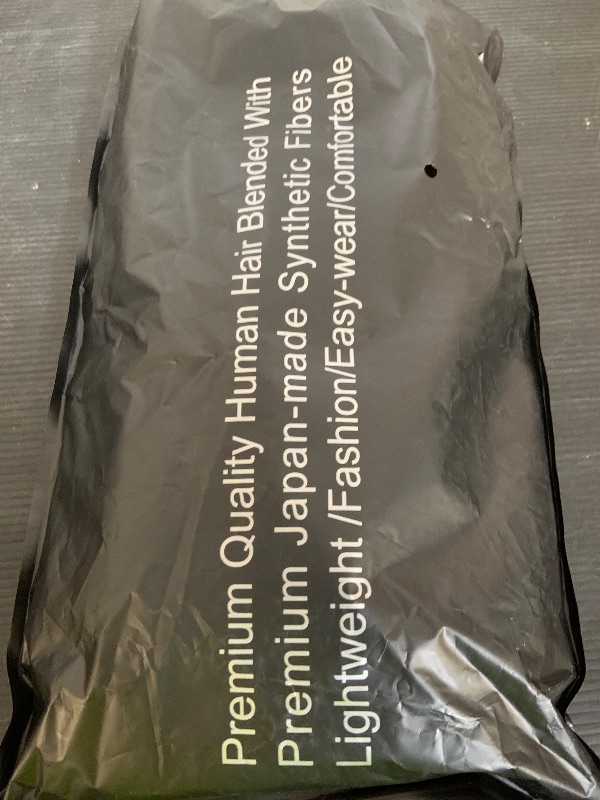 Premium Quality Human Hair Blended With
Premium Japan-made Synthetic Fibers
Lightweight /Fashion/Easy-wear/Comfortable